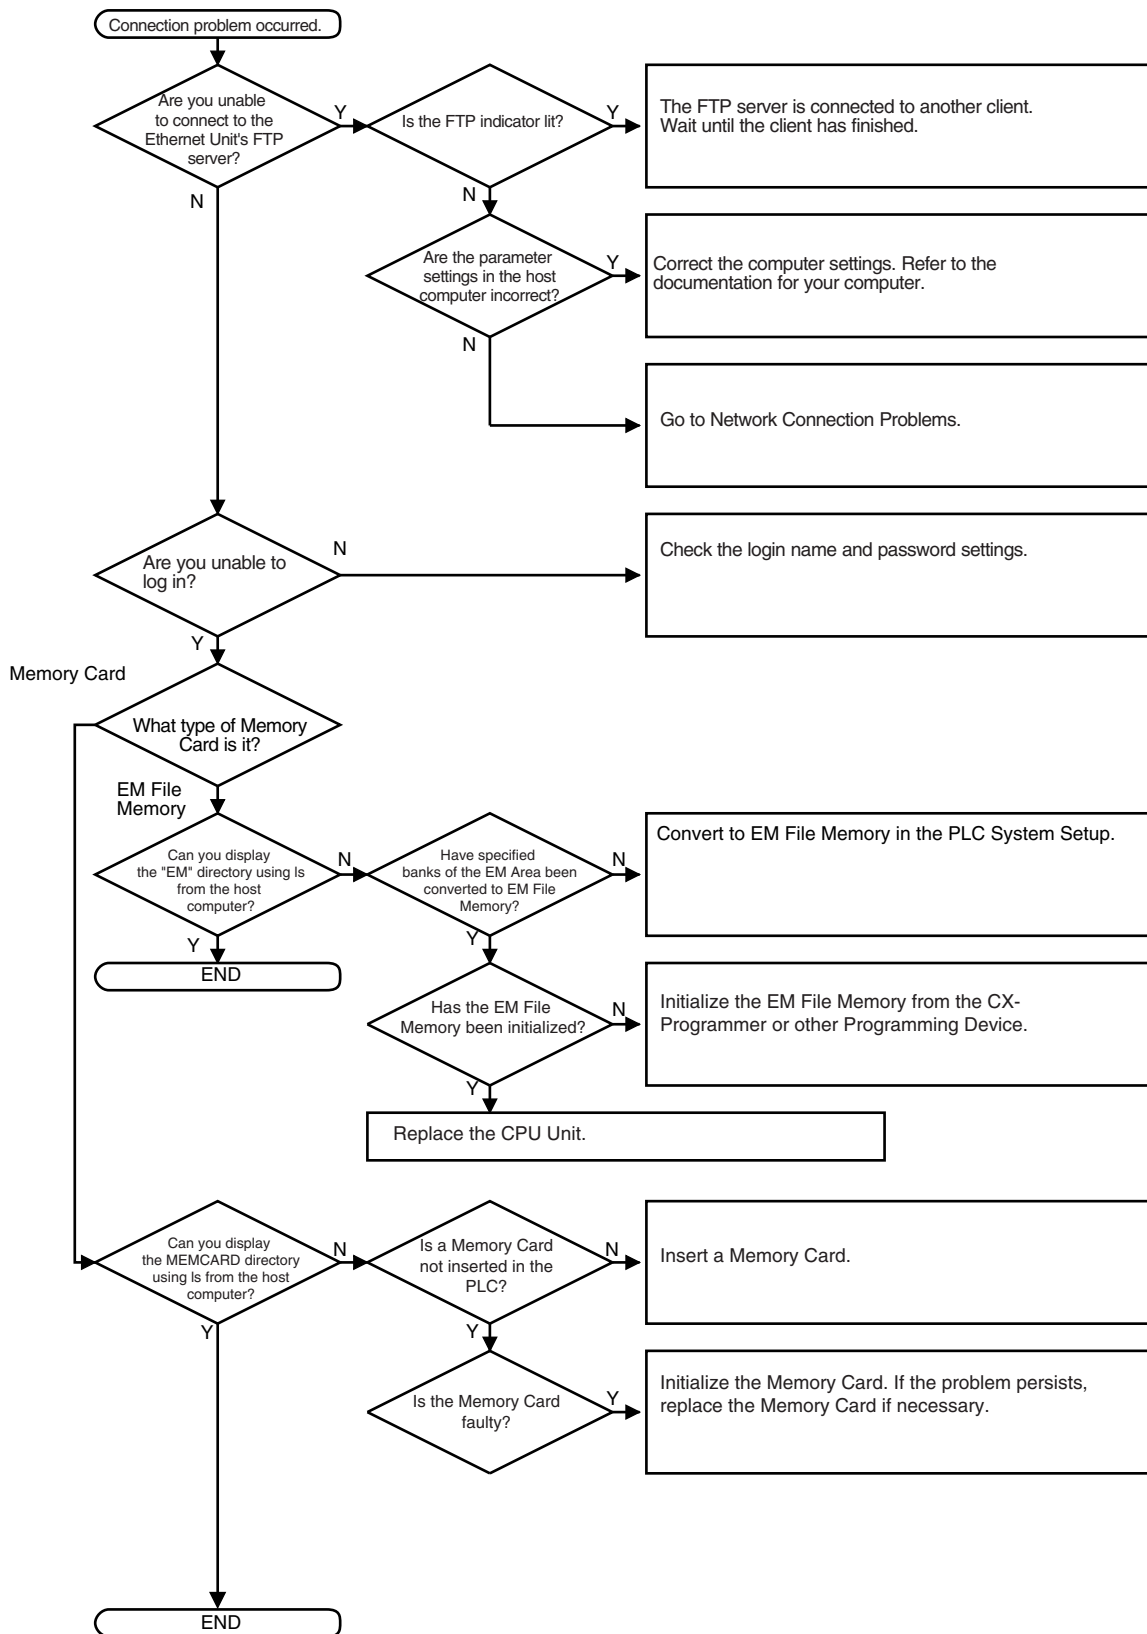 Connection problem occurred.
Are you unable
to connect to the
Ethernet Unit's FTP
server?
Y
Is the FTP indicator lit?
Y
The FTP server is connected to another client.
Wait until the client has finished.
N
N
Are the parameter
settings in the host
computer incorrect?
Y
Correct the computer settings. Refer to the
documentation for your computer.
N
Go to Network Connection Problems.
Are you unable to
log in?
N
Check the login name and password settings.
Y
Memory Card
What type of Memory
Card is it?
EM File
Memory
Can you display
the "EM" directory using ls
from the host
computer?
N
Have specified
banks of the EM Area been
converted to EM File
Memory?
N
Convert to EM File Memory in the PLC System Setup.
Y
Y
END
Has the EM File
Memory been initialized?
N
Initialize the EM File Memory from the CX-
Programmer or other Programming Device.
Y
Replace the CPU Unit.
Can you display
the MEMCARD directory
using ls from the host
computer?
N
Is a Memory Card
not inserted in the
PLC?
N
Insert a Memory Card.
Y
Y
Is the Memory Card
faulty?
Y
Initialize the Memory Card. If the problem persists,
replace the Memory Card if necessary.
END